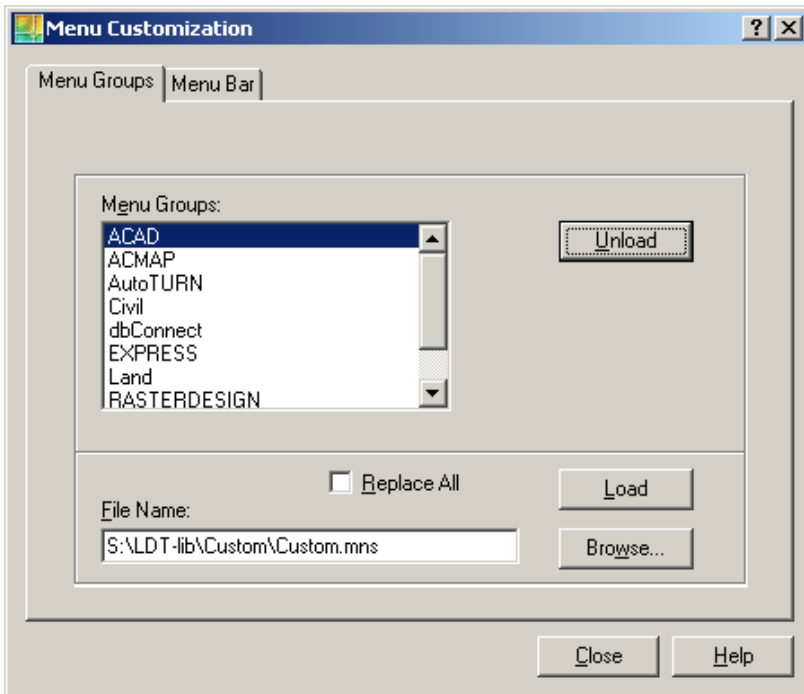 Menu Customization
Menu Groups Menu Bar
Menu Groups:
ACAD
ACMAP
AutoTURN
Civil
dbConnect
EXPRESS
Land
RASTERDESIGN
Unload
Replace All
Load
File Name:
S:\LDT-lib\Custom\Custom.mns
Browse...
Close Help